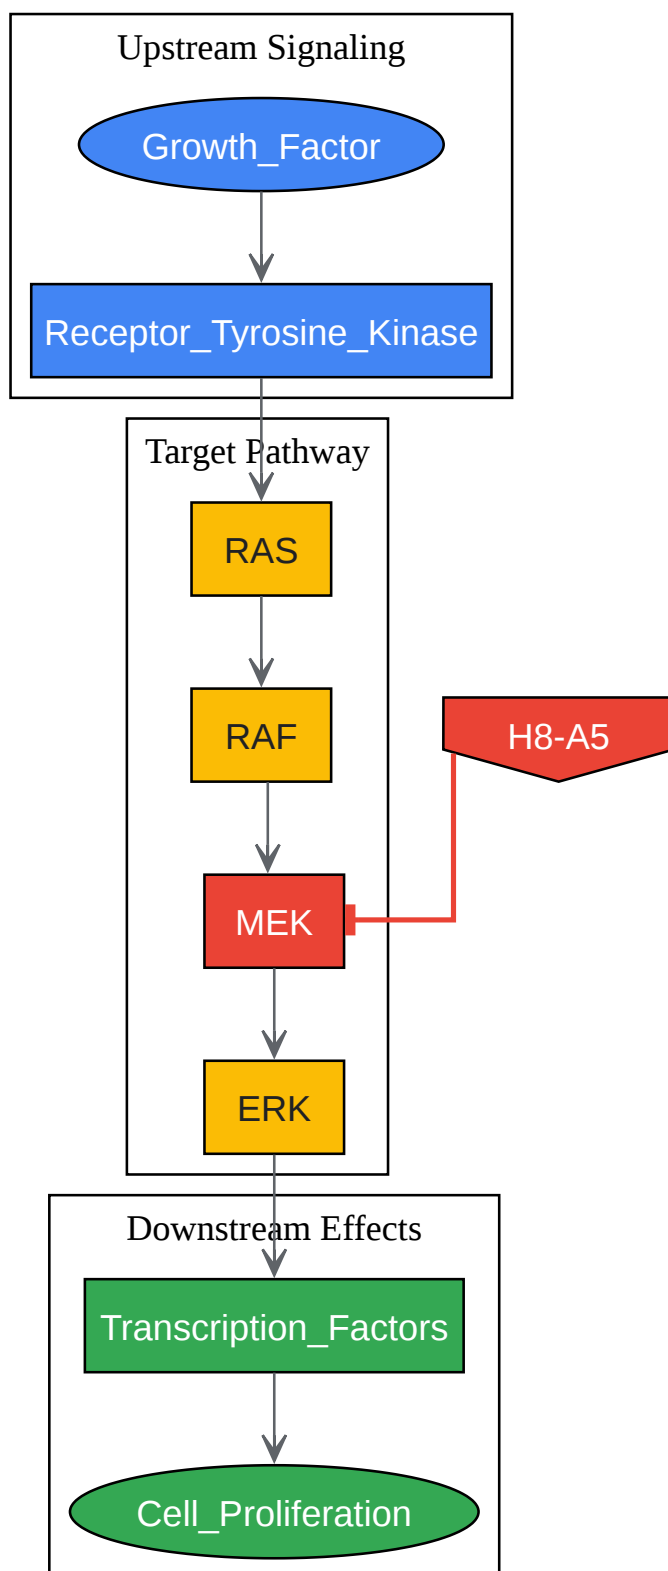 Upstream Signaling
Growth_Factor
Receptor_Tyrosine_Kinase
Target Pathway
RAS
RAF
H8-A5
MEK
ERK
Downstream Effects
Transcription_Factors
Cell_Proliferation